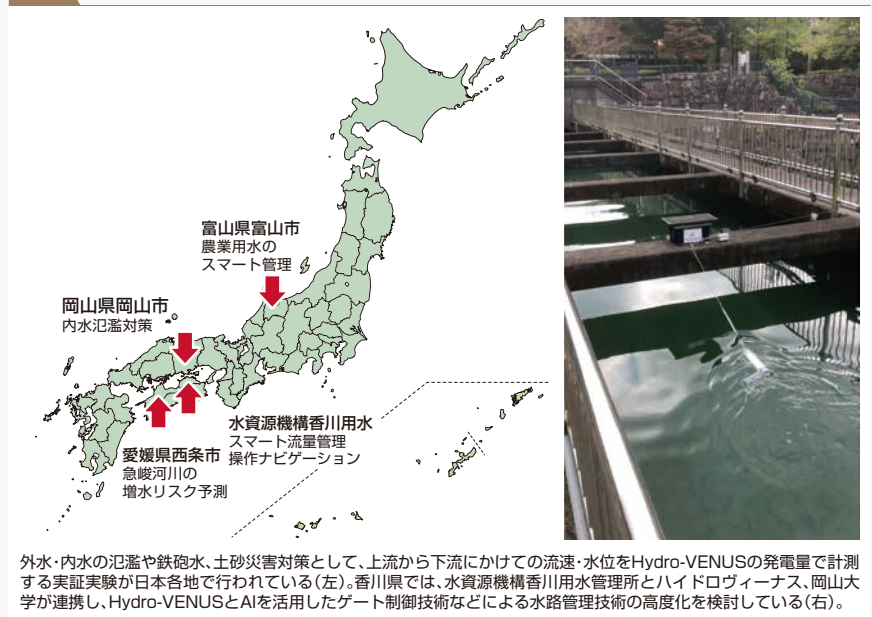 富山県富山市
農業用水の
スマート管理
岡山県岡山市
内水氾濫対策
水資源機構香川用水
スマート流量管理
操作ナビゲーション
愛媛県西条市
急峻河川の
増水リスク予測
外水・内水の氾濫や鉄砲水、土砂災害対策として、上流から下流にかけての流速・水位をHydro-VENUSの発電量で計測
する実証実験が日本各地で行われている（左）。香川県では、水資源機構香川用水管理所とハイドロヴィーナス、岡山大
学が連携し、Hydro-VENUSとAIを活用したゲート制御技術などによる水路管理技術の高度化を検討している（右）。